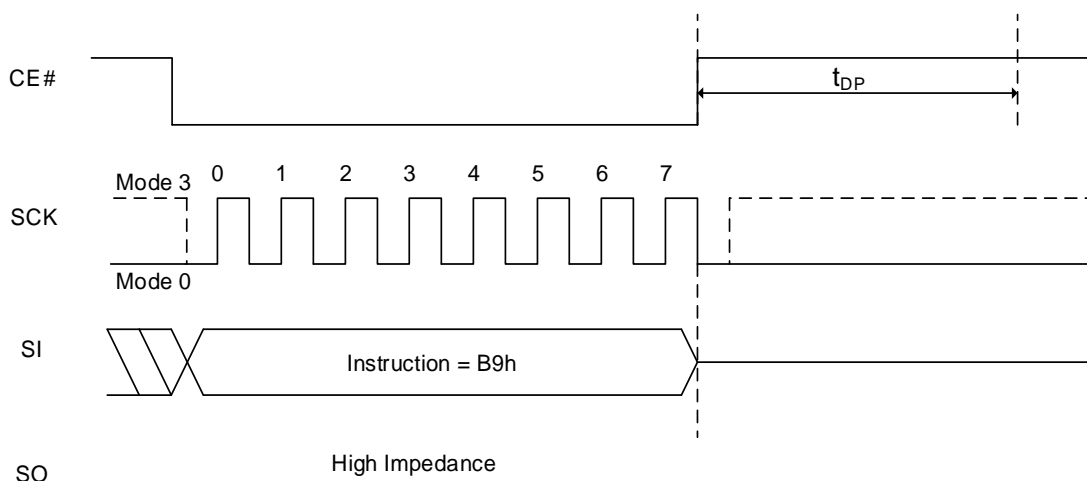 CE#
tDP
Mode 3
0 1 2 3 4 5 6 7
SCK
Mode 0
SI
Instruction = B9h
High Impedance
SO